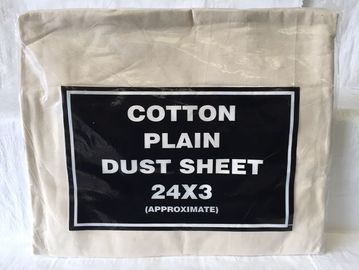 COTTON
PLAIN
DUST SHEET
24X3
(APPROXIMATE)